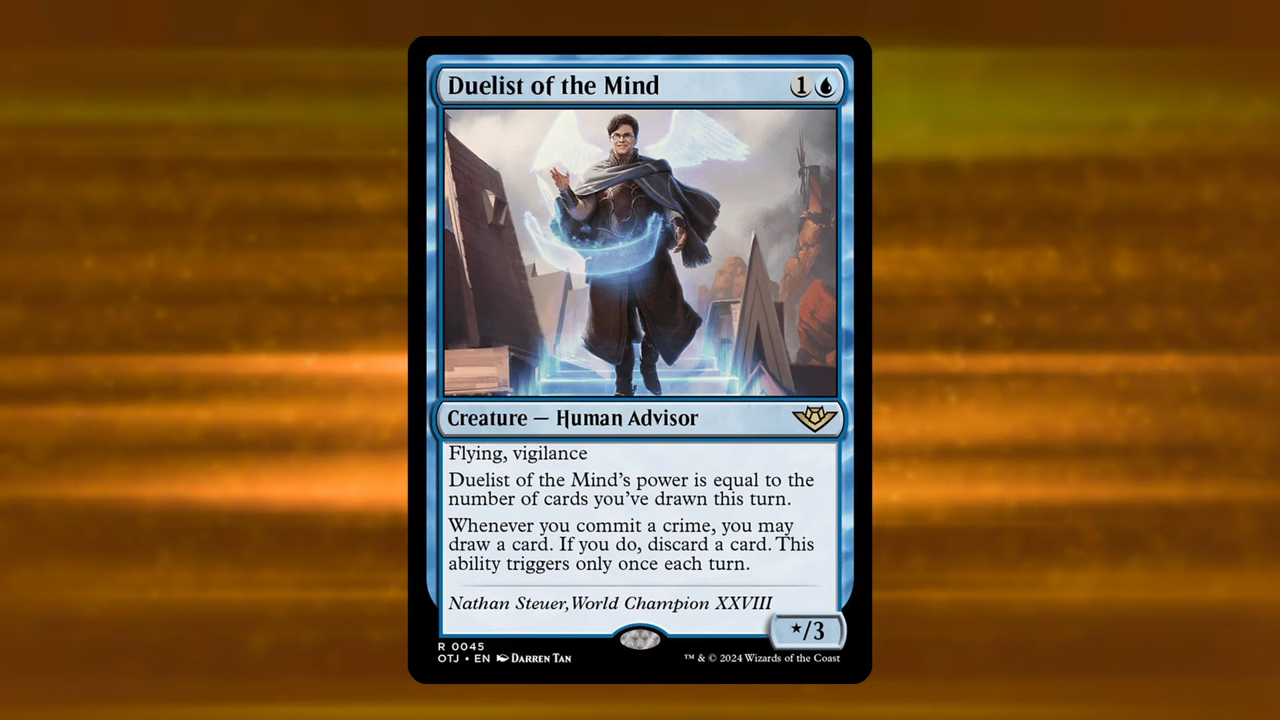 Duelist of the Mind 1
Creature — Human Advisor
Flying, vigilance
Duelist of the Mind's power is equal to the
number of cards you've drawn this turn.
Whenever you commit a crime, you may
draw a card. If you do, discard a card. This
ability triggers only once each turn.
Nathan Steuer, World Champion XXVIII
★/3
R 0045
OTJ • EN DARREN TAN
™ & © 2024 Wizards of the Coast